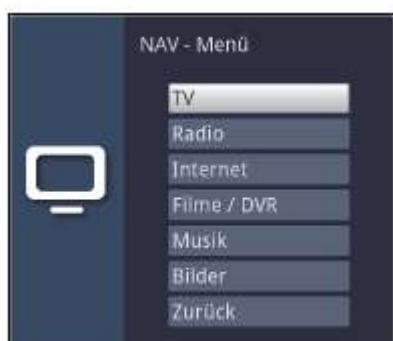 NAV - Menü
TV
Radio
Internet
Filme / DVR
Musik
Bilder
Zurück